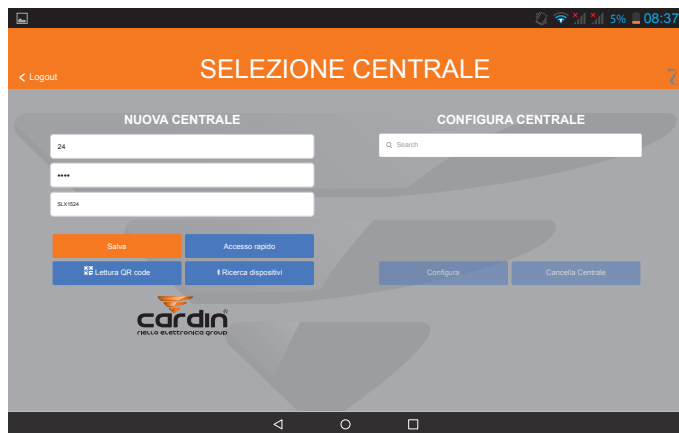 5% 08:37
Logout
SELEZIONE CENTRALE
NUOVA CENTRALE
24
••••
SLX1524
Salva
Accesso rapido
Lettura QR code
Ricerca dispositivi
cardin®
riello elettronica group
CONFIGURA CENTRALE
Search
Configura
Cancella Centrale